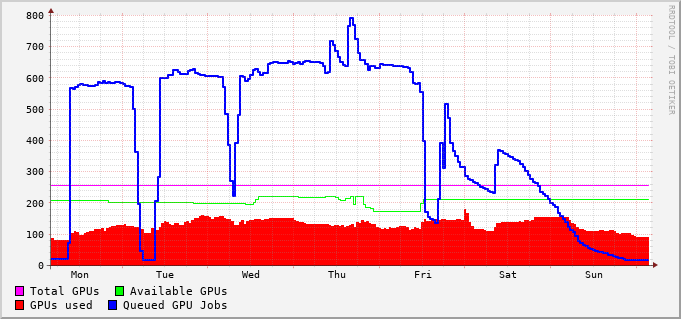 800
700
600
500
400
300
200
100
0
Mon Tue Wed Thu Fri Sat Sun
RRDTOOL / TOBI OETIKER
Total GPUs Available GPUs
GPUs used Queued GPU Jobs